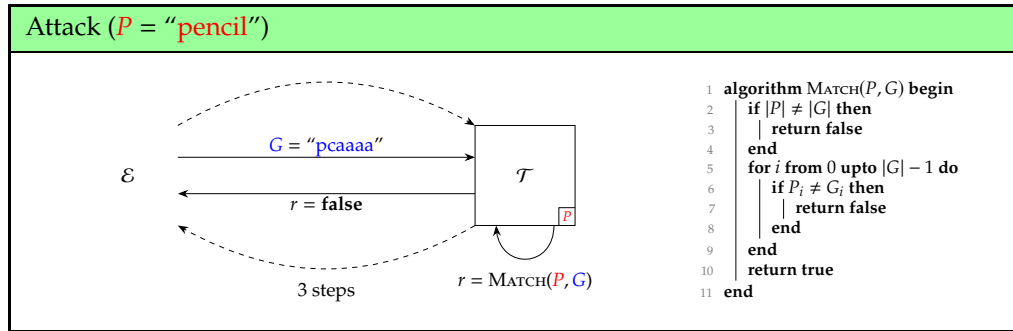 Attack (P = “pencil”)
G = “pcaaaa”
ℰ
𝒯
r = false
P
r = Match(P, G)
3 steps
1 algorithm Match(P, G) begin
2 if |P| ≠ |G| then
3 return false
4 end
5 for i from 0 upto |G| − 1 do
6 if Pᵢ ≠ Gᵢ then
7 return false
8 end
9 end
10 return true
11 end